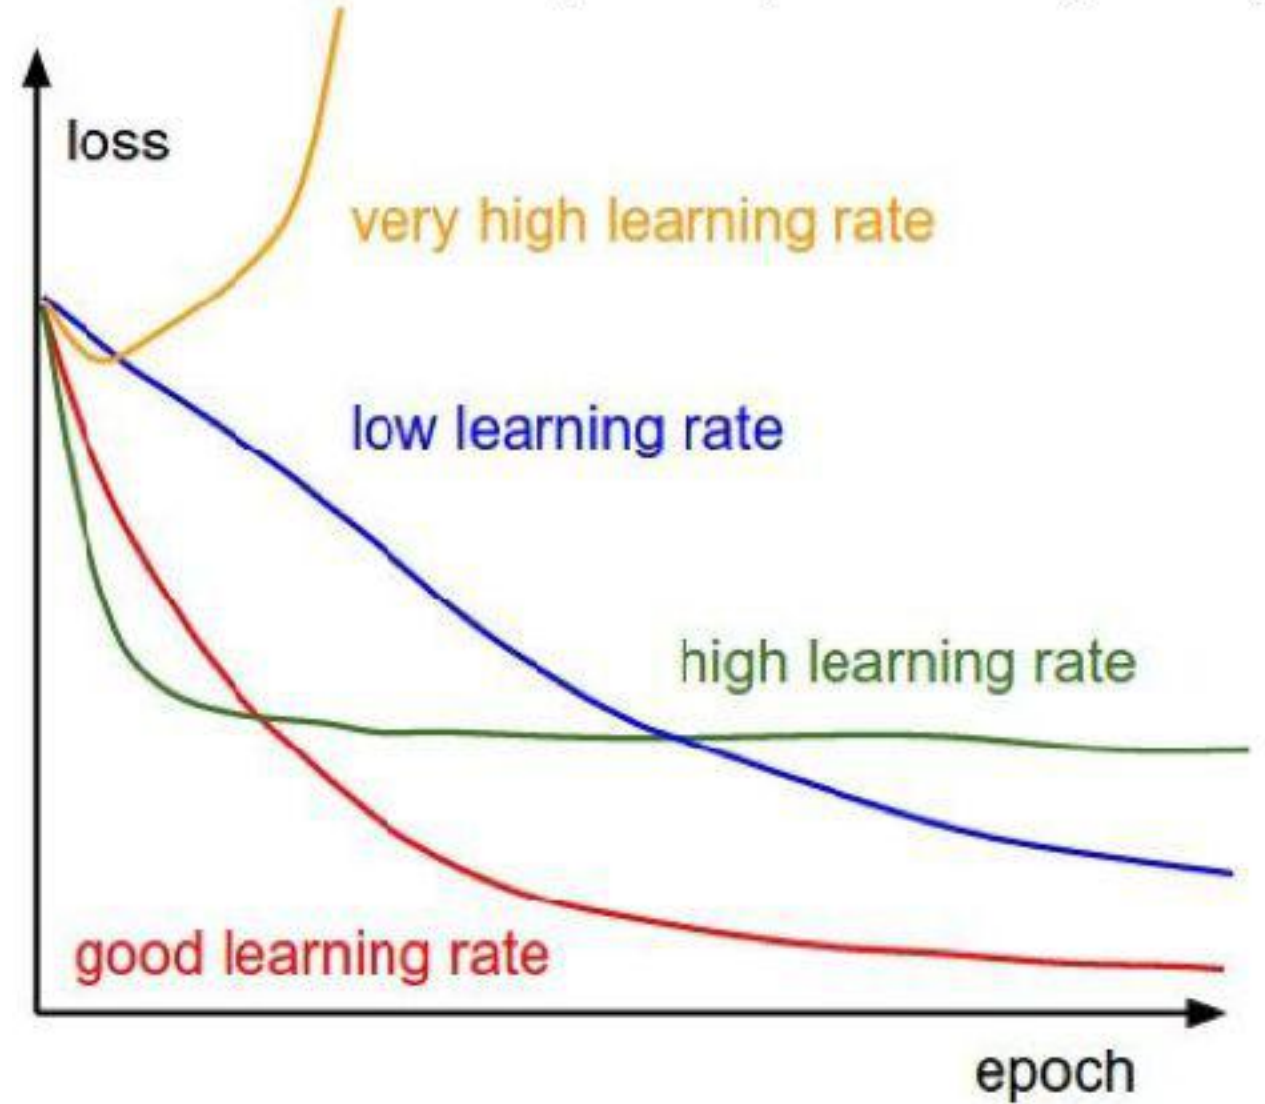 loss
very high learning rate
low learning rate
high learning rate
good learning rate
epoch